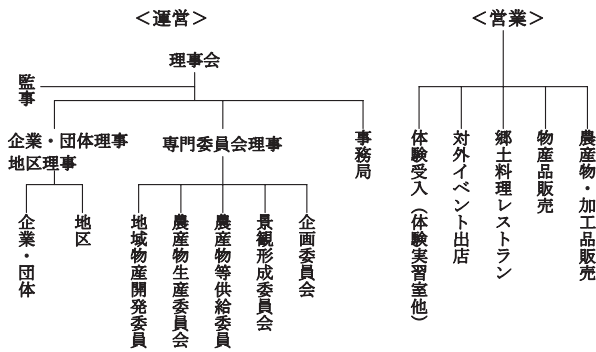 ＜運営＞
理事会
監事
企業・団体理事
地区理事
専門委員会理事
事務局
企業・団体
地区
地域物産開発委員
農産物生産委員会
農産物等供給委員
景観形成委員会
企画委員会
＜営業＞
体験受入（体験実習室他）
対外イベント出店
郷土料理レストラン
物産品販売
農産物・加工品販売